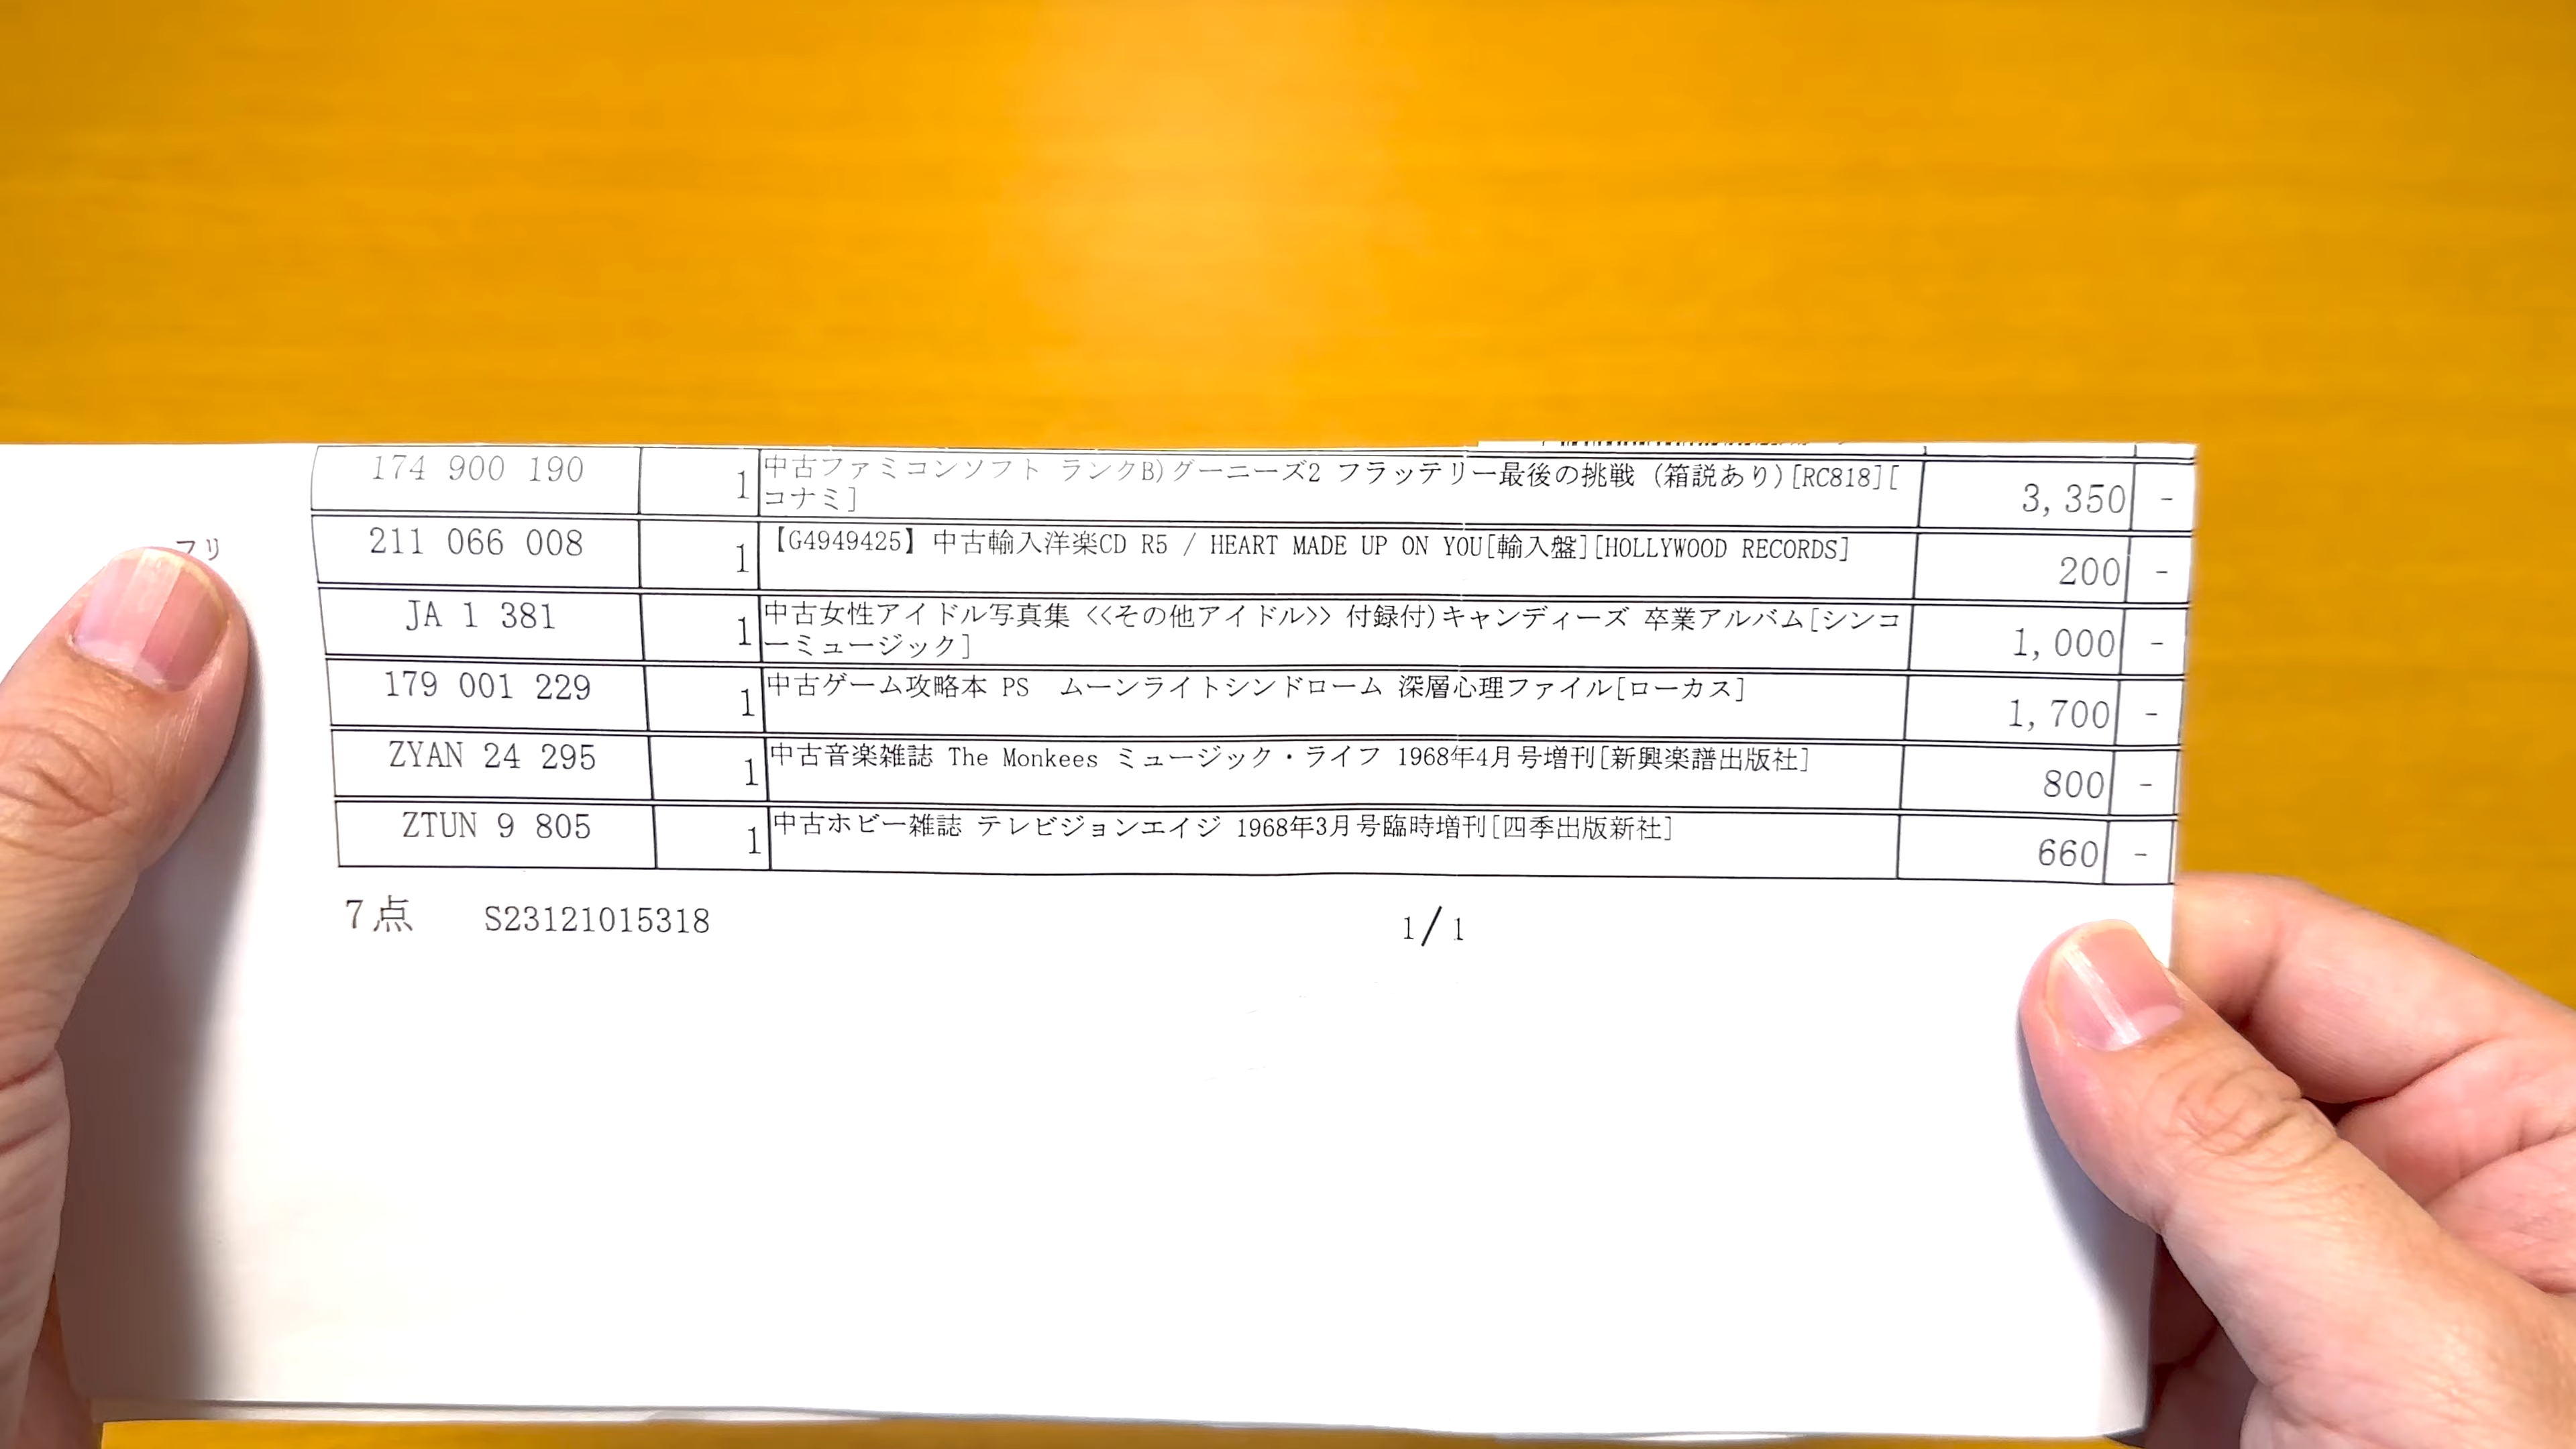 174 900 190 1 中古ファミコンソフト ランクB)グーニーズ2 フラッテリー最後の挑戦 (箱説あり)[RC818][
コナミ] 3,350 -
フリ
211 066 008 1 【G4949425】中古輸入洋楽CD R5 / HEART MADE UP ON YOU[輸入盤][HOLLYWOOD RECORDS] 200 -
JA 1 381 1 中古女性アイドル写真集 <<その他アイドル>> 付録付)キャンディーズ 卒業アルバム[シンコ
ーミュージック] 1,000 -
179 001 229 1 中古ゲーム攻略本 PS ムーンライトシンドローム 深層心理ファイル[ローカス] 1,700 -
ZYAN 24 295 1 中古音楽雑誌 The Monkees ミュージック・ライフ 1968年4月号増刊[新興楽譜出版社] 800 -
ZTUN 9 805 1 中古ホビー雑誌 テレビジョンエイジ 1968年3月号臨時増刊[四季出版新社] 660 -
7点 S23121015318 1/1